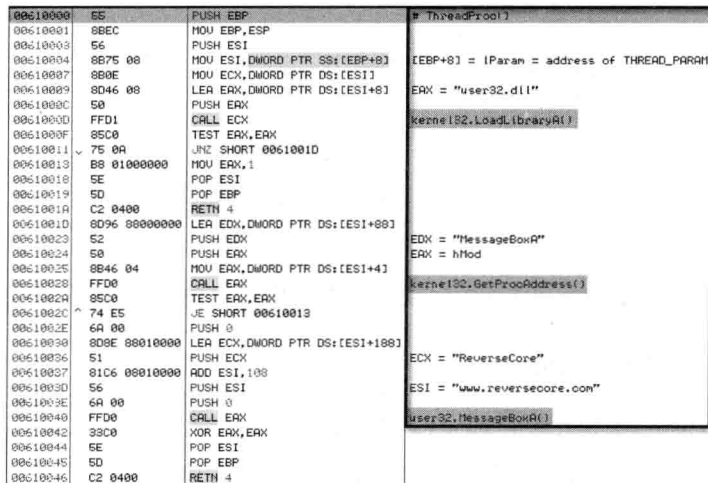 00610000 55 PUSH EBP # ThreadProc()
00610001 8BEC MOV EBP,ESP
00610003 56 PUSH ESI
00610004 8B75 08 MOV ESI,DWORD PTR SS:[EBP+8] [EBP+8] = lParam = address of THREAD_PARAM
00610007 8B0E MOV ECX,DWORD PTR DS:[ESI]
00610009 8D46 08 LEA EAX,DWORD PTR DS:[ESI+8] EAX = "user32.dll"
0061000C 50 PUSH EAX
0061000D FFD1 CALL ECX kernel32.LoadLibraryA()
0061000F 85C0 TEST EAX,EAX
00610011 75 0A JNZ SHORT 0061001D
00610013 B8 01000000 MOV EAX,1
00610018 5E POP ESI
00610019 5D POP EBP
0061001A C2 0400 RETN 4
0061001D 8D96 88000000 LEA EDX,DWORD PTR DS:[ESI+88]
00610023 52 PUSH EDX EDX = "MessageBoxA"
00610024 50 PUSH EAX EAX = hMod
00610025 8B46 04 MOV EAX,DWORD PTR DS:[ESI+4]
00610028 FFD0 CALL EAX kernel32.GetProcAddress()
0061002A 85C0 TEST EAX,EAX
0061002C ^ 74 E5 JE SHORT 00610013
0061002E 6A 00 PUSH 0
00610030 8D8E 88010000 LEA ECX,DWORD PTR DS:[ESI+188]
00610036 51 PUSH ECX ECX = "ReverseCore"
00610037 81C6 08010000 ADD ESI,108
0061003D 56 PUSH ESI ESI = "www.reversecore.com"
0061003E 6A 00 PUSH 0
00610040 FFD0 CALL EAX user32.MessageBoxA()
00610042 33C0 XOR EAX,EAX
00610044 5E POP ESI
00610045 5D POP EBP
00610046 C2 0400 RETN 4